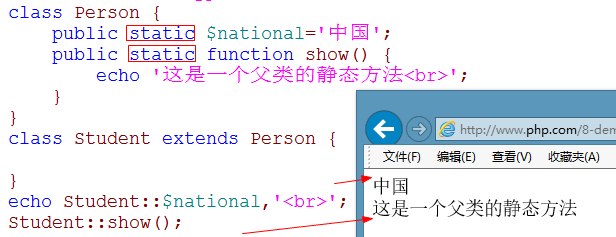 class Person {
public static $national='中国';
public static function show() {
echo '这是一个父类的静态方法<br>';
}
}
class Student extends Person {
}
echo Student::$national,'<br>';
Student::show();
http://www.php.com/8-dem
文件(F) 编辑(E) 查看(V) 收藏夹(A)
中国
这是一个父类的静态方法